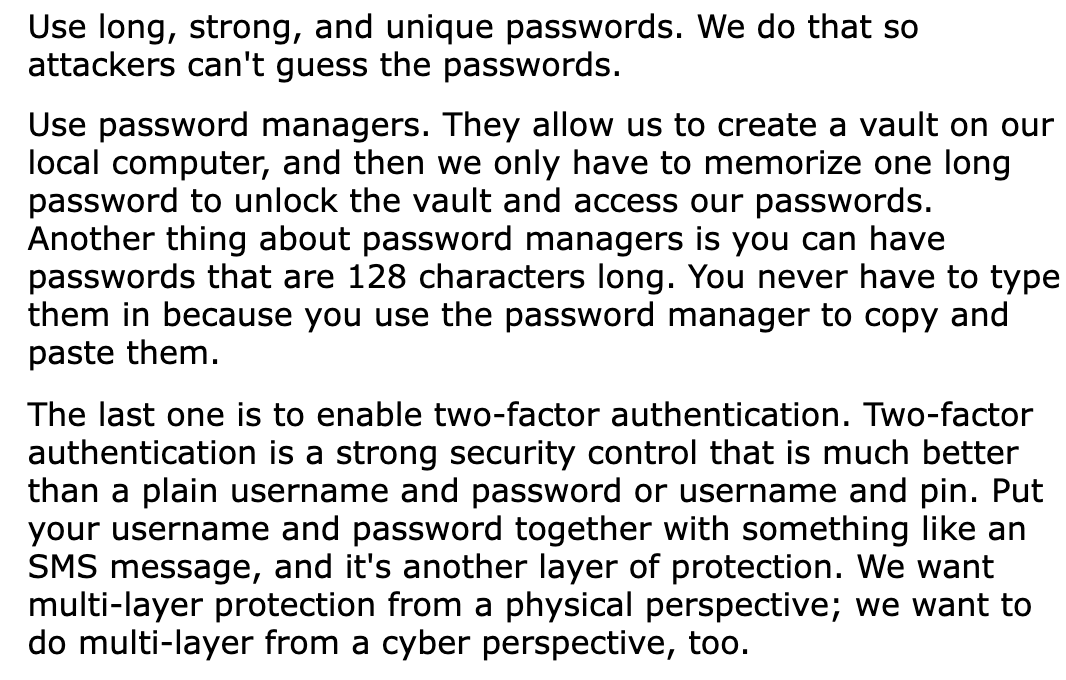 Use long, strong, and unique passwords. We do that so
attackers can't guess the passwords.
Use password managers. They allow us to create a vault on our
local computer, and then we only have to memorize one long
password to unlock the vault and access our passwords.
Another thing about password managers is you can have
passwords that are 128 characters long. You never have to type
them in because you use the password manager to copy and
paste them.
The last one is to enable two-factor authentication. Two-factor
authentication is a strong security control that is much better
than a plain username and password or username and pin. Put
your username and password together with something like an
SMS message, and it's another layer of protection. We want
multi-layer protection from a physical perspective; we want to
do multi-layer from a cyber perspective, too.